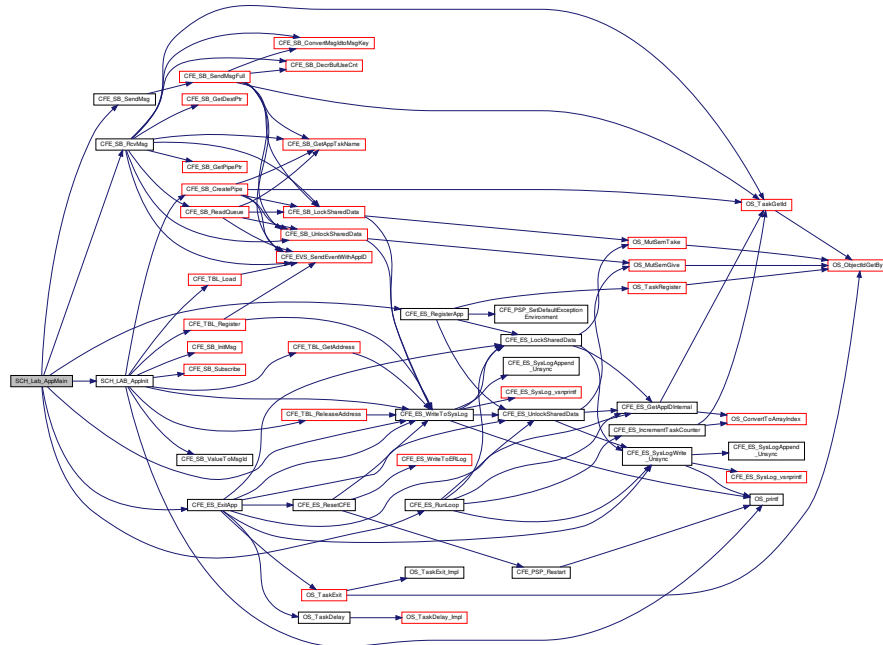 CFE_SB_ConvertMsgIdtoMsgKey
CFE_SB_DecrBufUseCnt
CFE_SB_SendMsgFull
CFE_SB_SendMsg
CFE_SB_GetDestPtr
CFE_SB_RcvMsg
CFE_SB_GetAppTskName
CFE_SB_GetPipePtr
CFE_SB_CreatePipe
OS_TaskGetId
CFE_SB_ReadQueue
CFE_SB_LockSharedData
CFE_SB_UnlockSharedData
OS_MutSemTake
CFE_EVS_SendEventWithAppID
OS_MutSemGive
OS_ObjectIdGetBy
CFE_TBL_Load
OS_TaskRegister
CFE_ES_RegisterApp
CFE_PSP_SetDefaultException
Environment
CFE_TBL_Register
CFE_ES_LockSharedData
CFE_SB_InitMsg
CFE_TBL_GetAddress
CFE_ES_SysLogAppend
_Unsync
CFE_SB_Subscribe
SCH_Lab_AppMain
SCH_LAB_AppInit
CFE_ES_SysLog_vsnprintf
CFE_ES_GetAppIDInternal
CFE_TBL_ReleaseAddress
CFE_ES_WriteToSysLog
CFE_ES_UnlockSharedData
OS_ConvertToArrayIndex
CFE_ES_IncrementTaskCounter
CFE_SB_ValueToMsgId
CFE_ES_WriteToERLog
CFE_ES_SysLogWrite
_Unsync
CFE_ES_SysLogAppend
_Unsync
CFE_ES_SysLog_vsnprintf
CFE_ES_ExitApp
CFE_ES_ResetCFE
CFE_ES_RunLoop
OS_printf
OS_TaskExit_Impl
CFE_PSP_Restart
OS_TaskExit
OS_TaskDelay
OS_TaskDelay_Impl